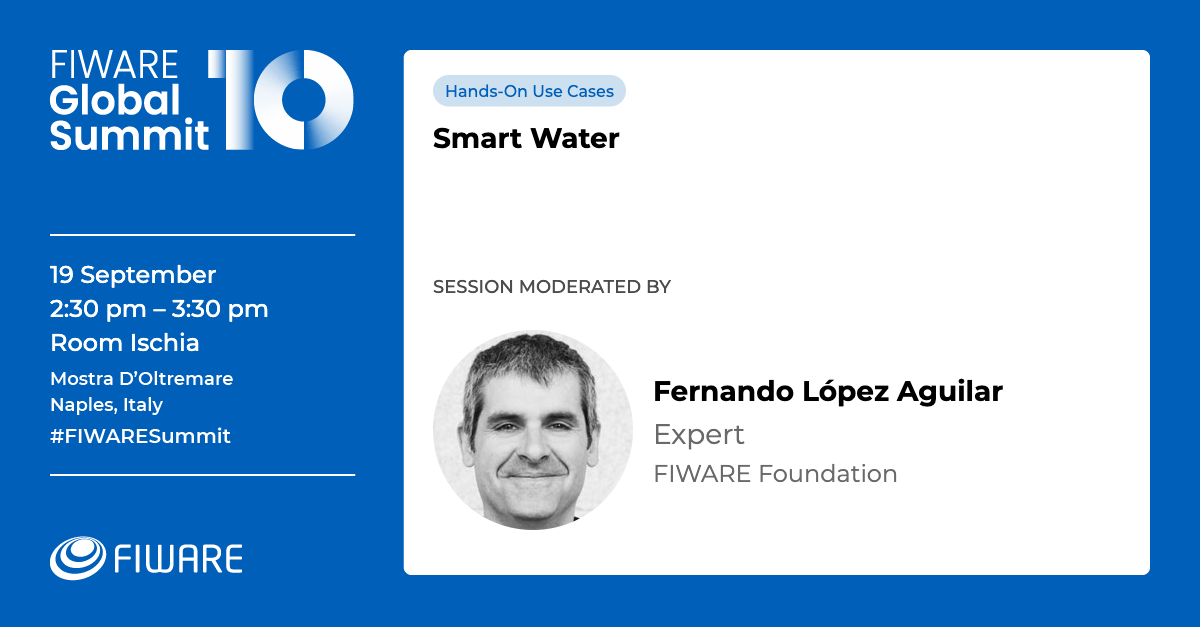 FIWARE
Global
Summit
10
19 September
2:30 pm – 3:30 pm
Room Ischia
Mostra D’Oltremare
Naples, Italy
#FIWARESummit
FIWARE
Hands-On Use Cases
Smart Water
SESSION MODERATED BY
Fernando López Aguilar
Expert
FIWARE Foundation